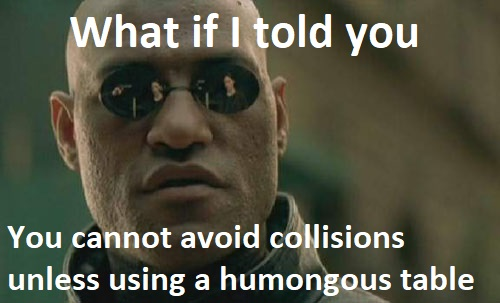 What if I told you
You cannot avoid collisions
unless using a humongous table